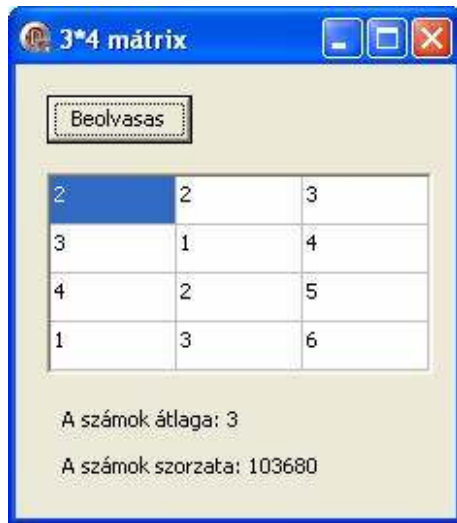 3*4 mátrix
Beolvasas
2 2 3
3 1 4
4 2 5
1 3 6
A számok átlaga: 3
A számok szorzata: 103680